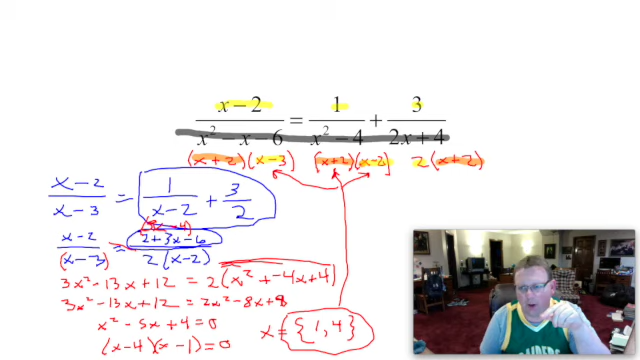 x-2 / x²-x-6 = 1 / x²-4 + 3 / 2x+4
(x+2)(x-3) (x+2)(x-2) 2(x+2)
x-2 / x-3 = 1 / x-2 + 3 / 2
(3x-4)
x-2 / (x-3) = 2+3x-6 / 2(x-2)
3x²-13x+12 = 2(x²+-4x+4)
3x²-13x+12 = 2x²-8x+8
x²-5x+4=0
x= {1,4}
(x-4)(x-1)=0